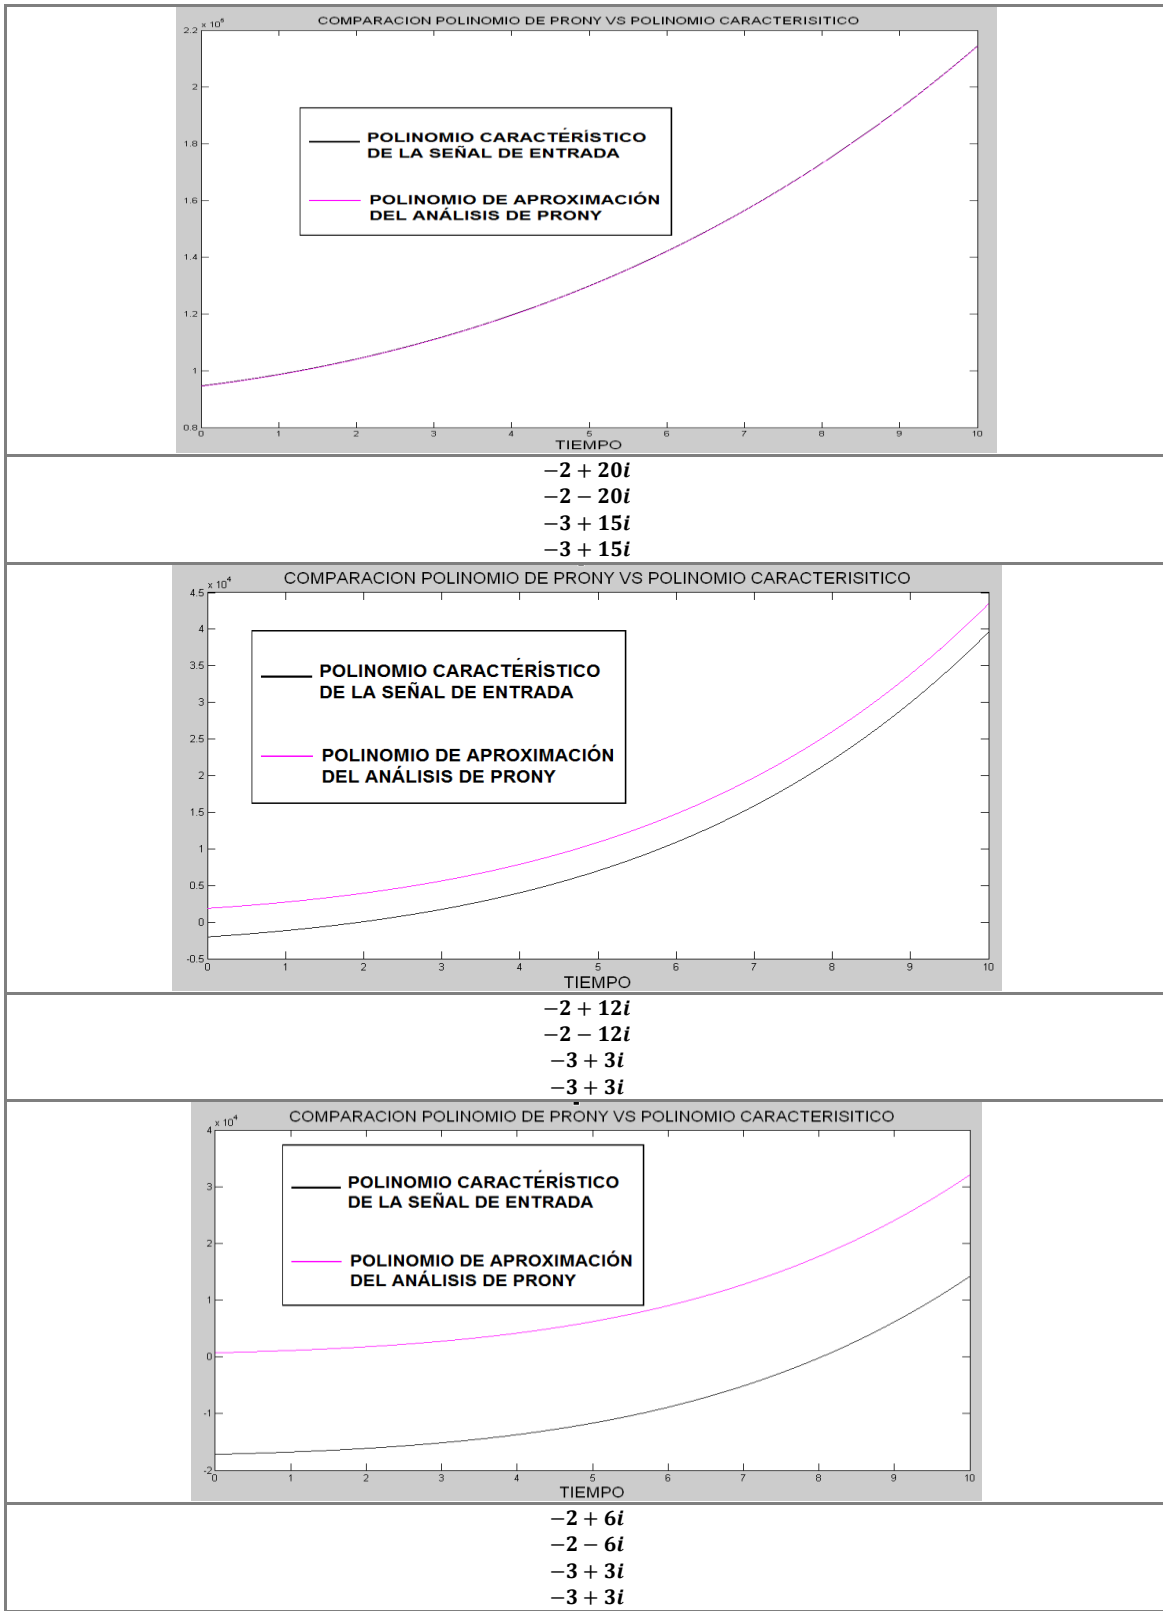 COMPARACION POLINOMIO DE PRONY VS POLINOMIO CARACTERISITICO
x 10⁶
2.2
2
1.8
1.6
1.4
1.2
1
0.8
POLINOMIO CARACTÉRÍSTICO
DE LA SEÑAL DE ENTRADA
POLINOMIO DE APROXIMACIÓN
DEL ANÁLISIS DE PRONY
0 1 2 3 4 5 6 7 8 9 10
TIEMPO
−2 + 20i
−2 − 20i
−3 + 15i
−3 + 15i
COMPARACION POLINOMIO DE PRONY VS POLINOMIO CARACTERISITICO
x 10⁴
4.5
4
3.5
3
2.5
2
1.5
1
0.5
0
-0.5
POLINOMIO CARACTÉRÍSTICO
DE LA SEÑAL DE ENTRADA
POLINOMIO DE APROXIMACIÓN
DEL ANÁLISIS DE PRONY
0 1 2 3 4 5 6 7 8 9 10
TIEMPO
−2 + 12i
−2 − 12i
−3 + 3i
−3 + 3i
COMPARACION POLINOMIO DE PRONY VS POLINOMIO CARACTERISITICO
x 10⁴
4
3
2
1
0
-1
-2
POLINOMIO CARACTÉRÍSTICO
DE LA SEÑAL DE ENTRADA
POLINOMIO DE APROXIMACIÓN
DEL ANÁLISIS DE PRONY
0 1 2 3 4 5 6 7 8 9 10
TIEMPO
−2 + 6i
−2 − 6i
−3 + 3i
−3 + 3i